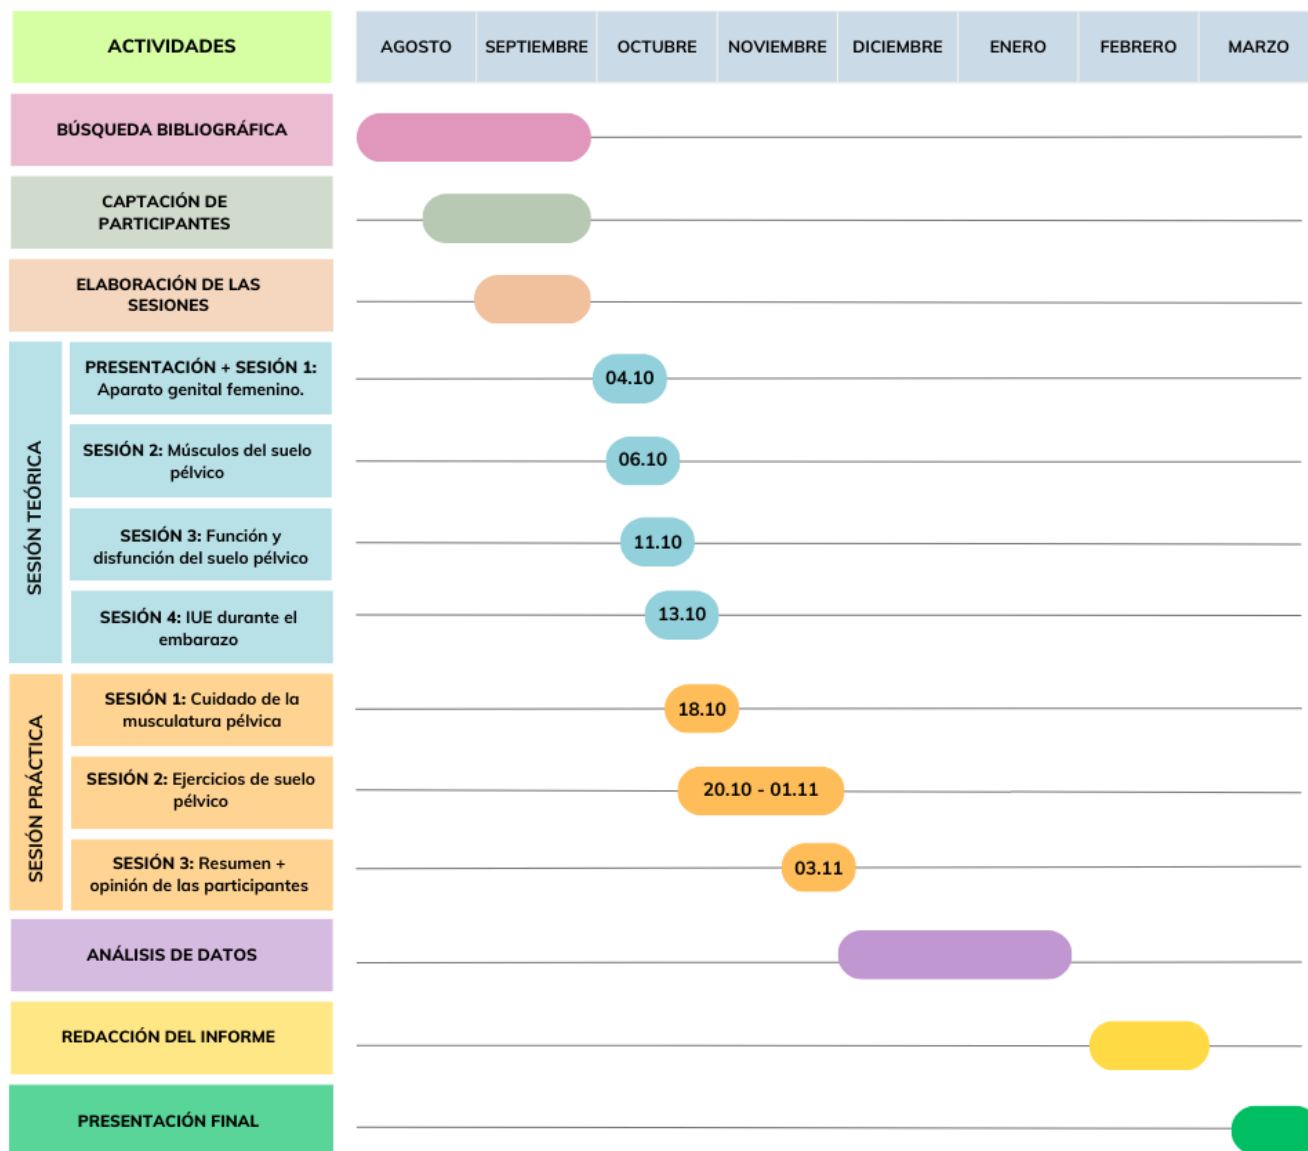 ACTIVIDADES
AGOSTO
SEPTIEMBRE
OCTUBRE
NOVIEMBRE
DICIEMBRE
ENERO
FEBRERO
MARZO
BÚSQUEDA BIBLIOGRÁFICA
CAPTACIÓN DE
PARTICIPANTES
ELABORACIÓN DE LAS
SESIONES
SESIÓN TEÓRICA
PRESENTACIÓN + SESIÓN 1:
Aparato genital femenino.
04.10
SESIÓN 2: Músculos del suelo
pélvico
06.10
SESIÓN 3: Función y
disfunción del suelo pélvico
11.10
SESIÓN 4: IUE durante el
embarazo
13.10
SESIÓN PRÁCTICA
SESIÓN 1: Cuidado de la
musculatura pélvica
18.10
SESIÓN 2: Ejercicios de suelo
pélvico
20.10 - 01.11
SESIÓN 3: Resumen +
opinión de las participantes
03.11
ANÁLISIS DE DATOS
REDACCIÓN DEL INFORME
PRESENTACIÓN FINAL